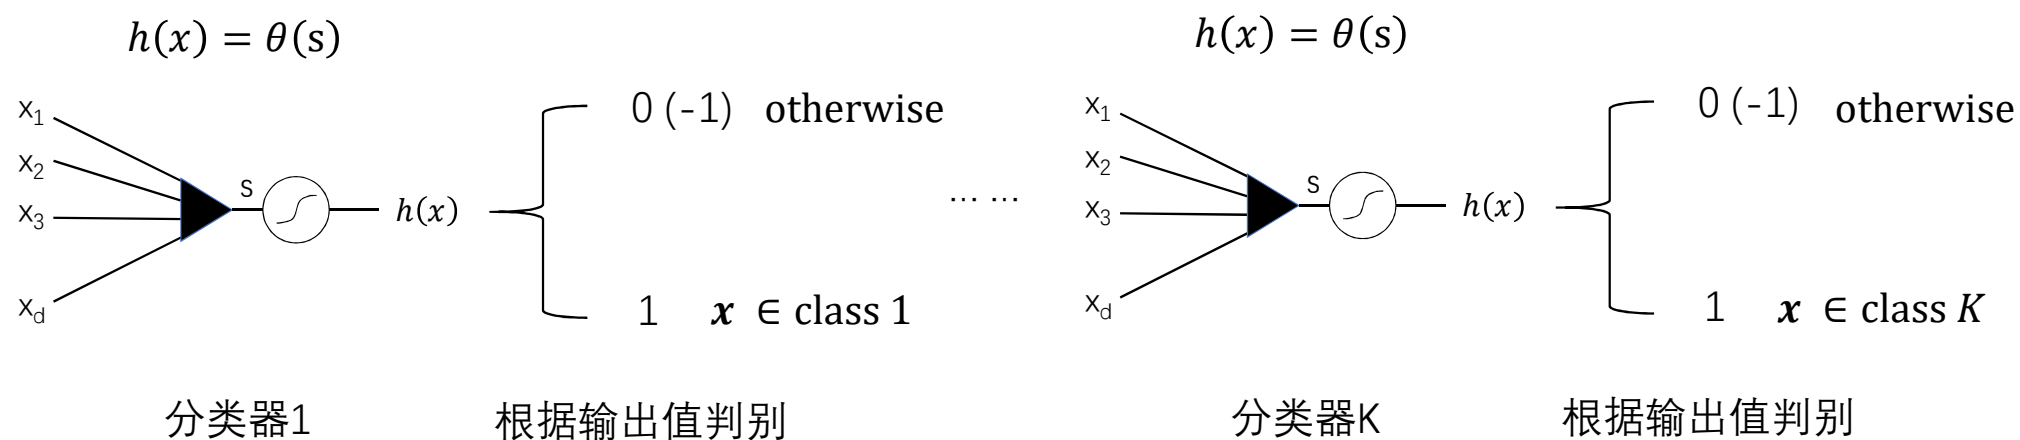 h(x) = θ(s)
x1
x2
x3
xd
s
h(x)
0 (-1) otherwise
1 x ∈ class 1
分类器1
根据输出值判别
... ...
h(x) = θ(s)
x1
x2
x3
xd
s
h(x)
0 (-1) otherwise
1 x ∈ class K
分类器K
根据输出值判别